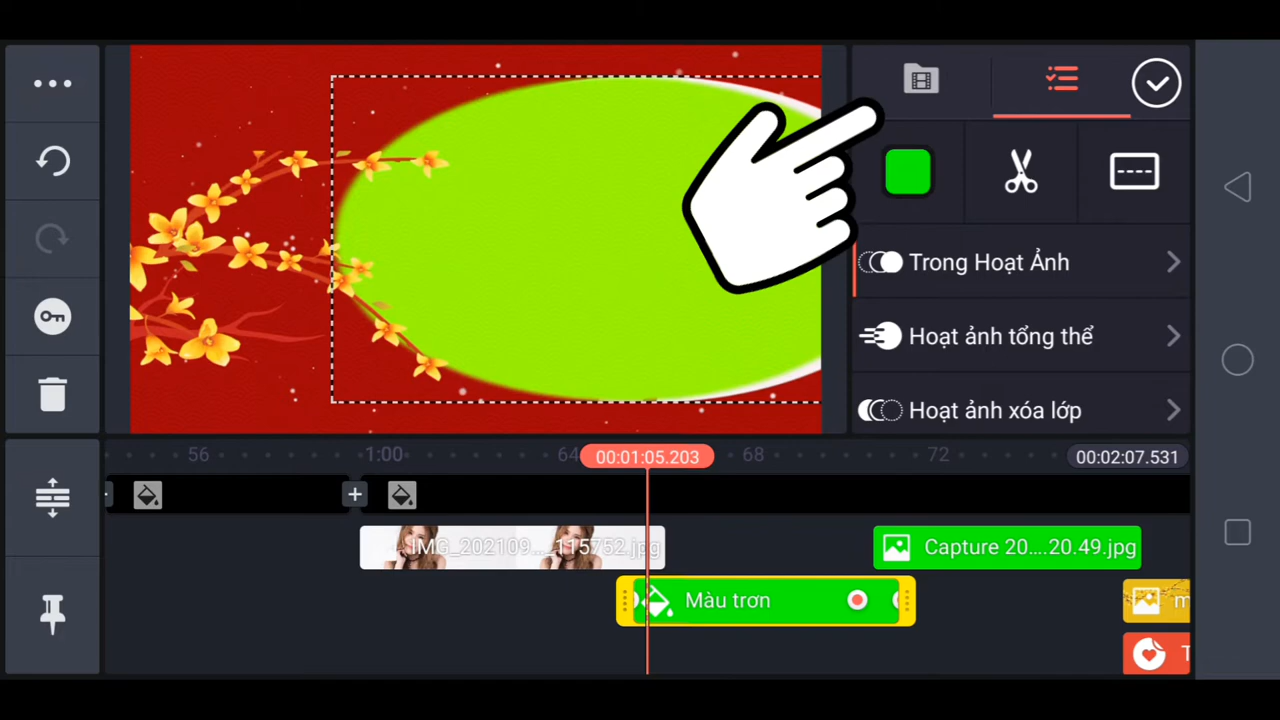 Trong Hoạt Ảnh
Hoạt ảnh tổng thể
Hoạt ảnh xóa lớp
56
1:00
64
00:01:05.203
68
72
00:02:07.531
IMG_202109..._115752.jpg
Capture 20....20.49.jpg
Màu trơn
m
T